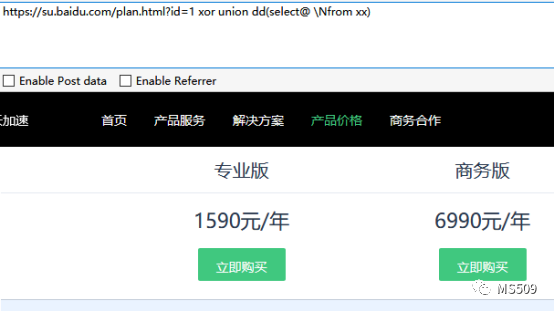 https://su.baidu.com/plan.html?id=1 xor union dd(select@ \Nfrom xx)
Enable Post data Enable Referrer
加速 首页 产品服务 解决方案 产品价格 商务合作
专业版 商务版
1590元/年 6990元/年
立即购买 立即购买
MS509